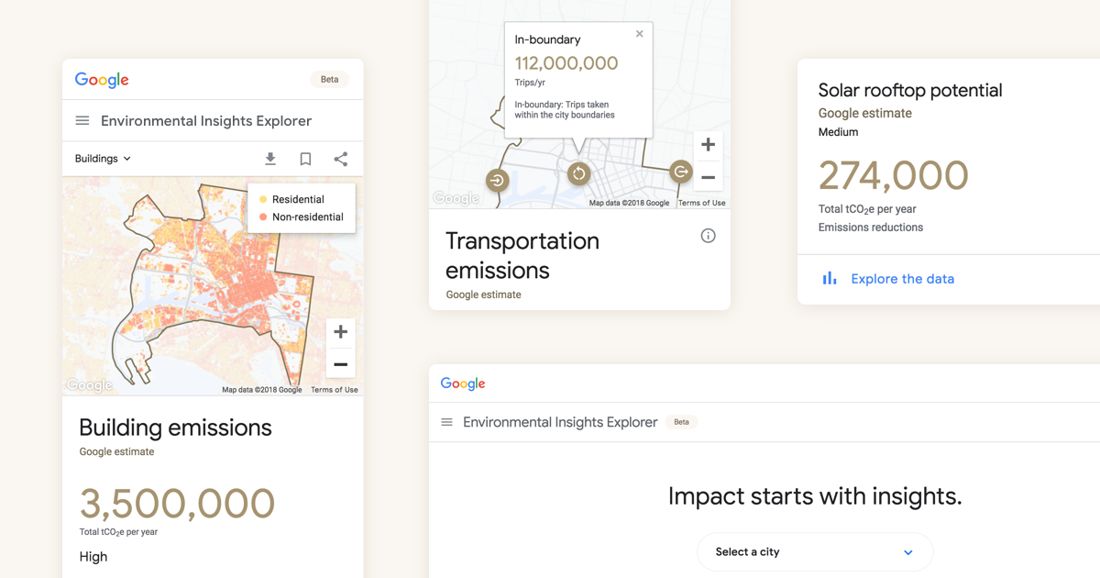 Google
Beta
Environmental Insights Explorer
Buildings
Residential
Non-residential
Google
Map data ©2018 Google Terms of Use
Building emissions
Google estimate
3,500,000
Total tCO₂e per year
High
In-boundary
112,000,000
Trips/yr
In-boundary: Trips taken
within the city boundaries
Google
Map data ©2018 Google Terms of Use
Transportation
emissions
Google estimate
Solar rooftop potential
Google estimate
Medium
274,000
Total tCO₂e per year
Emissions reductions
Explore the data
Google
Environmental Insights Explorer Beta
Impact starts with insights.
Select a city